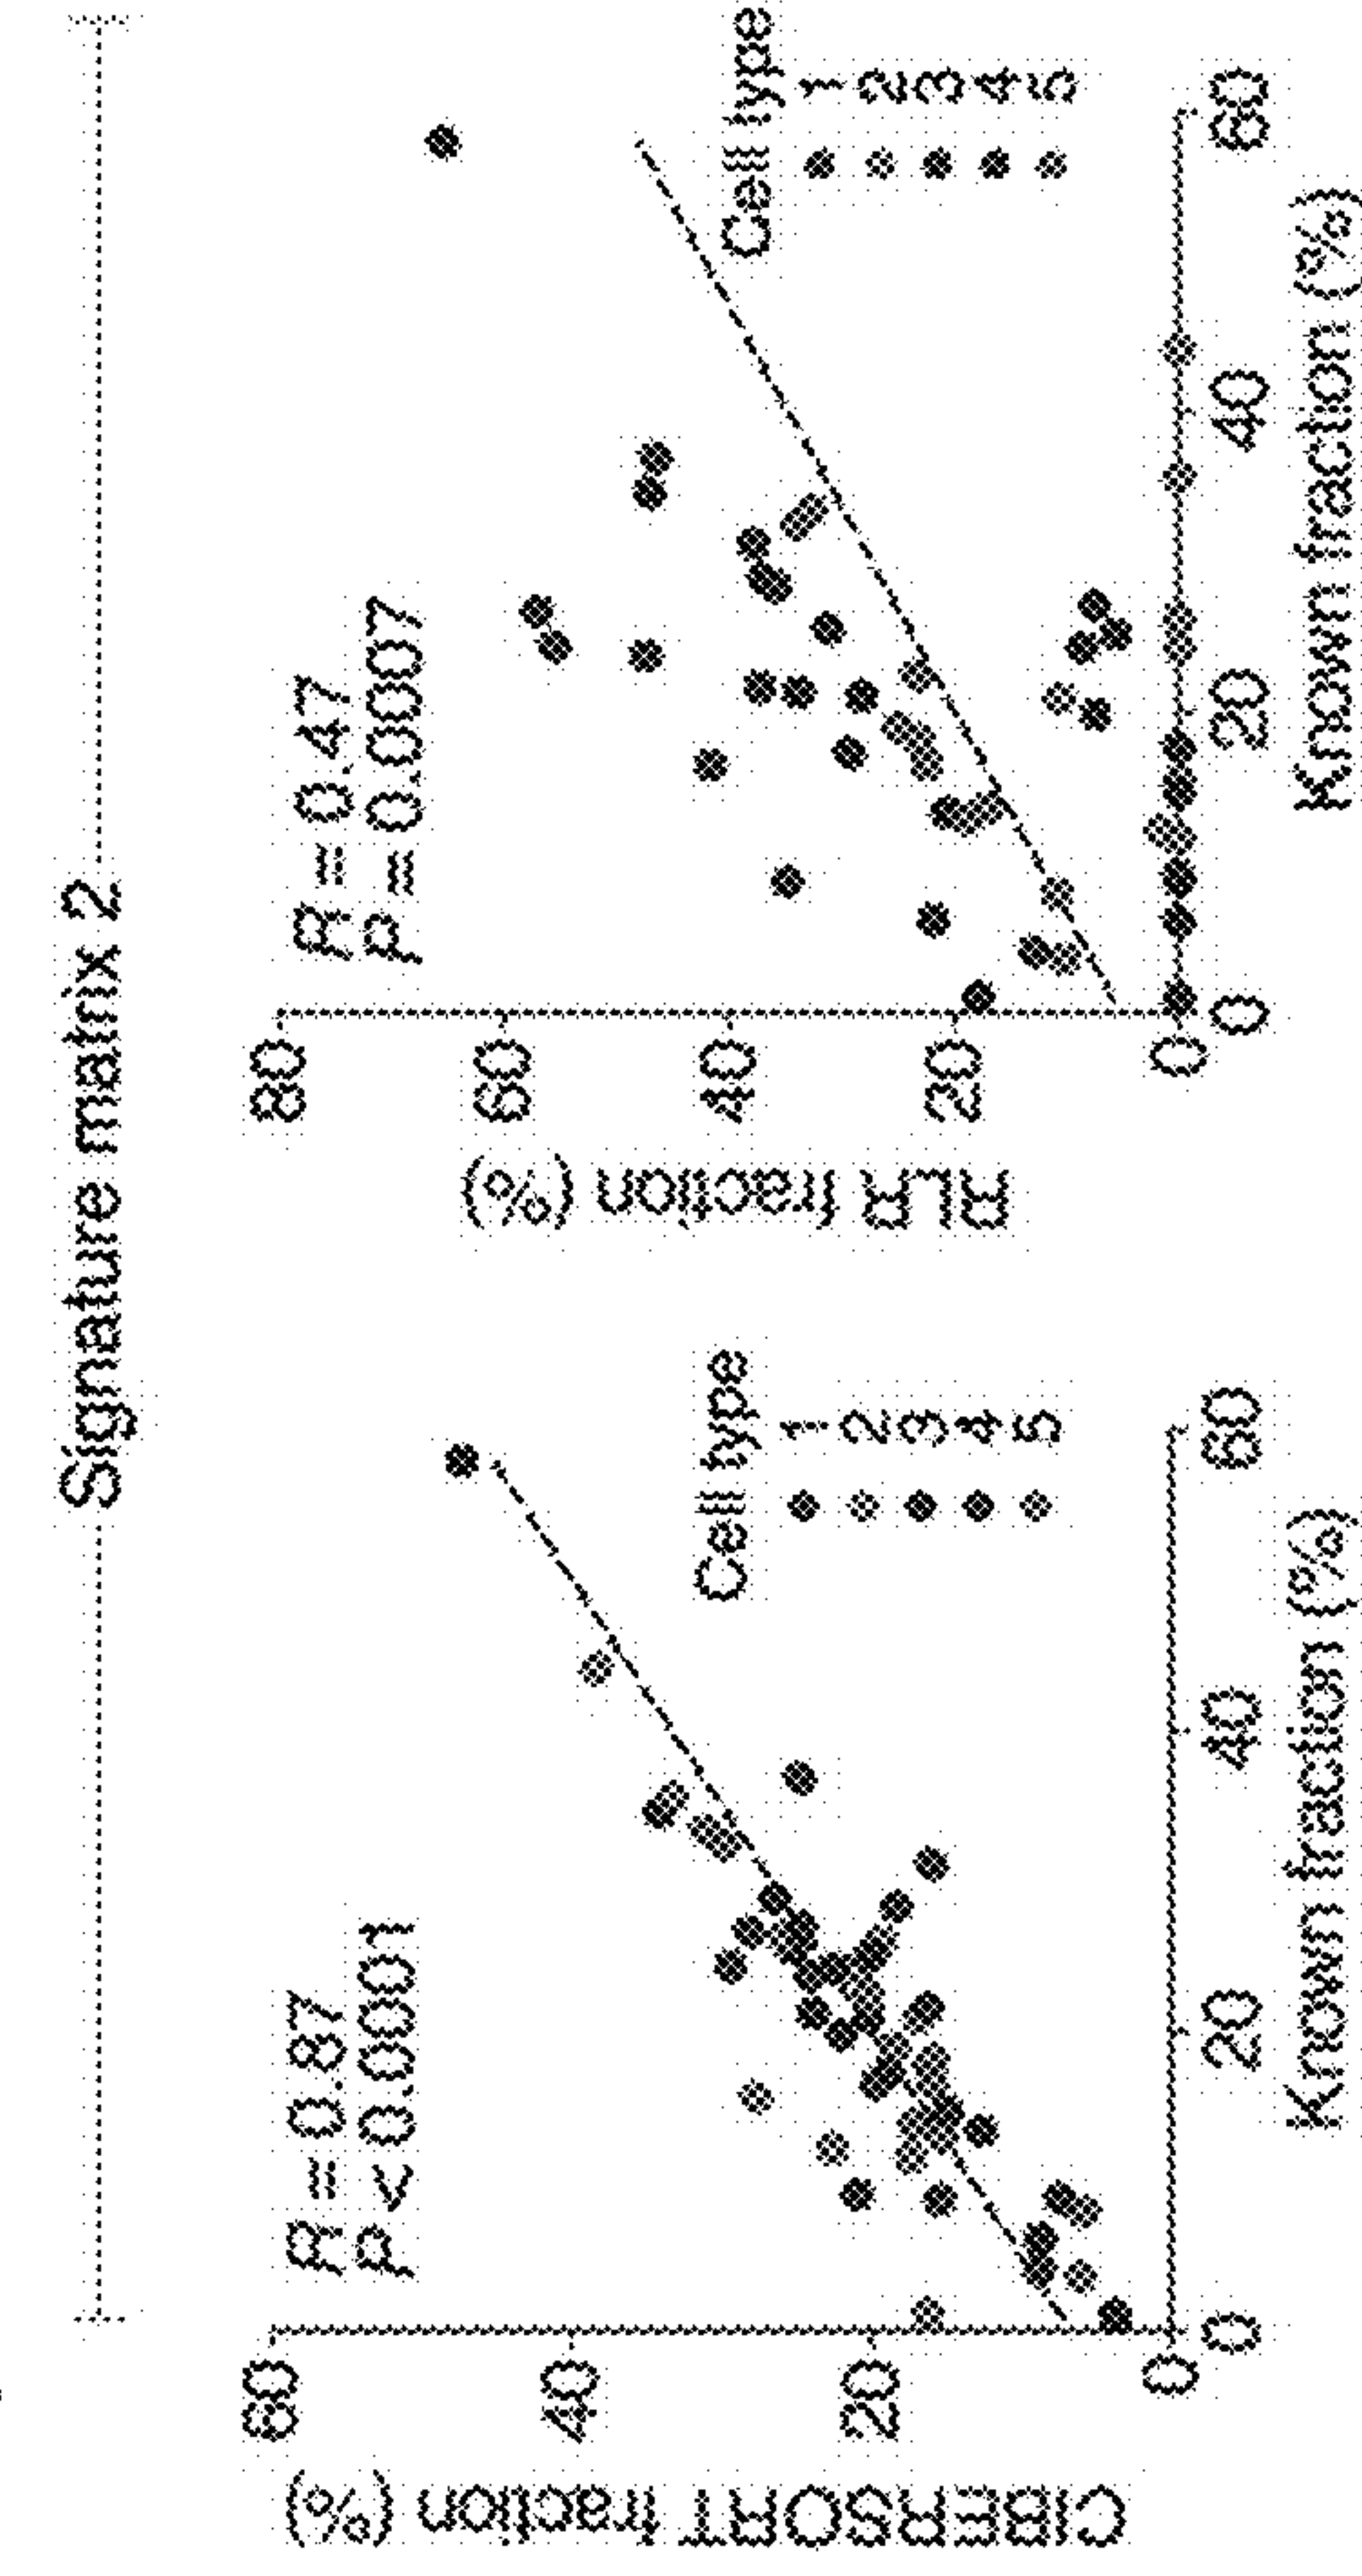 Signature matrix 2
CIBERSORT fraction (%)
60
40
20
0
R = 0.87
P < 0.0001
Cell type
1
2
3
4
5
0
20
40
60
Known fraction (%)
RLR fraction (%)
80
60
40
20
0
R = 0.47
P = 0.0007
Cell type
1
2
3
4
5
0
20
40
60
Known fraction (%)